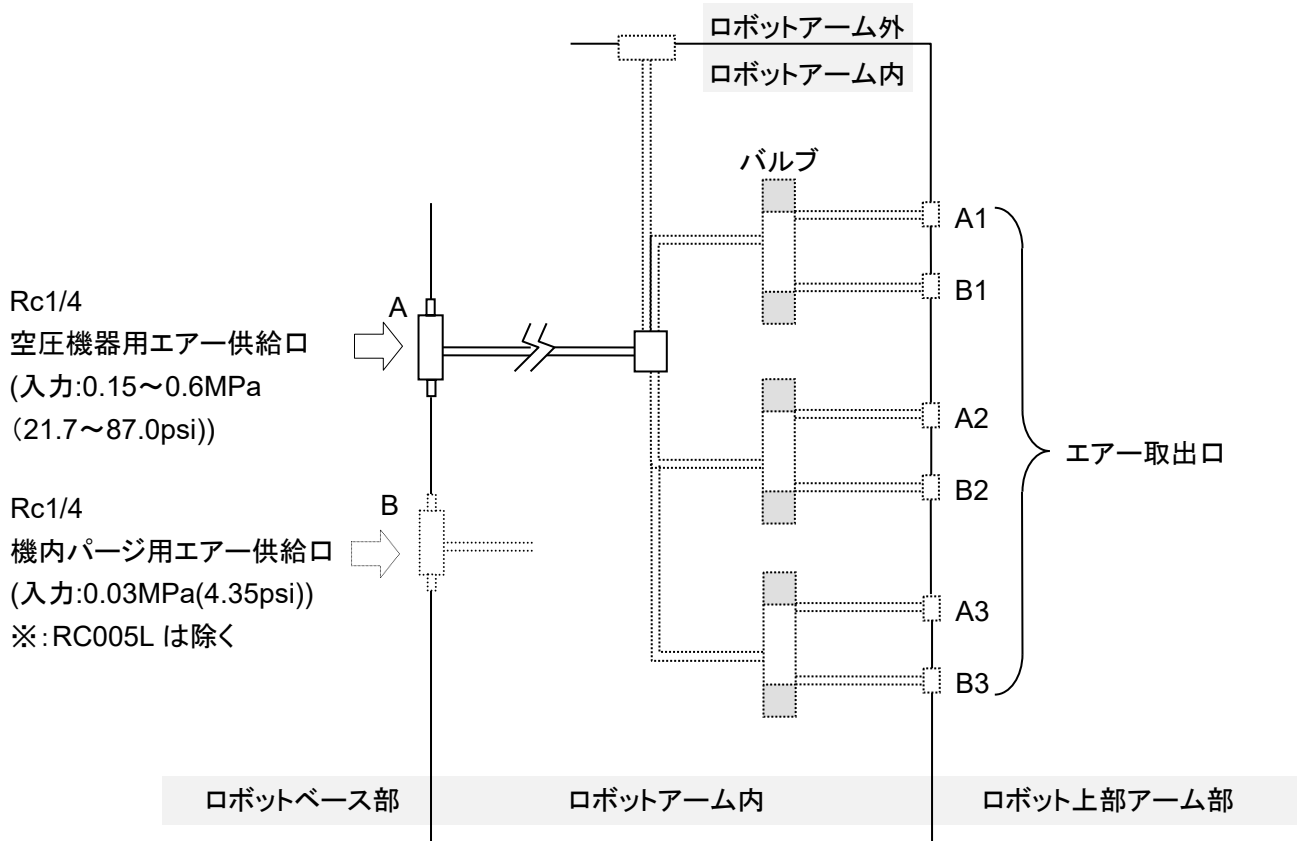 ロボットアーム外
ロボットアーム内
バルブ
A1
B1
Rc1/4
A
空圧機器用エアー供給口
(入力:0.15～0.6MPa
（21.7～87.0psi))
A2
B2
エアー取出口
Rc1/4
B
機内パージ用エアー供給口
(入力:0.03MPa(4.35psi))
※：RC005L は除く
A3
B3
ロボットベース部
ロボットアーム内
ロボット上部アーム部